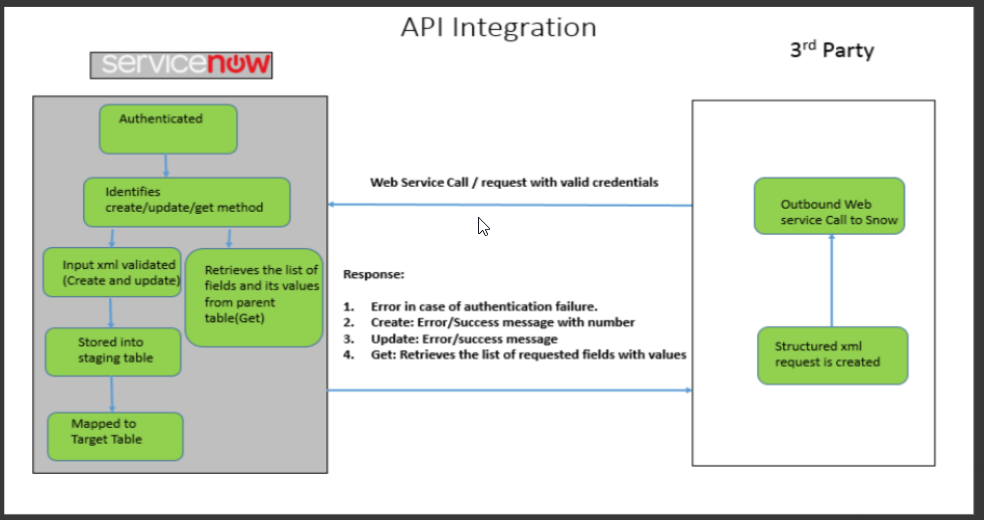 API Integration
servicenow
3rd Party
Authenticated
Identifies
create/update/get method
Input xml validated
(Create and update)
Retrieves the list of
fields and its values
from parent
table(Get)
Stored into
staging table
Mapped to
Target Table
Web Service Call / request with valid credentials
Response:
1. Error in case of authentication failure.
2. Create: Error/Success message with number
3. Update: Error/success message
4. Get: Retrieves the list of requested fields with values
Outbound Web
service Call to Snow
Structured xml
request is created